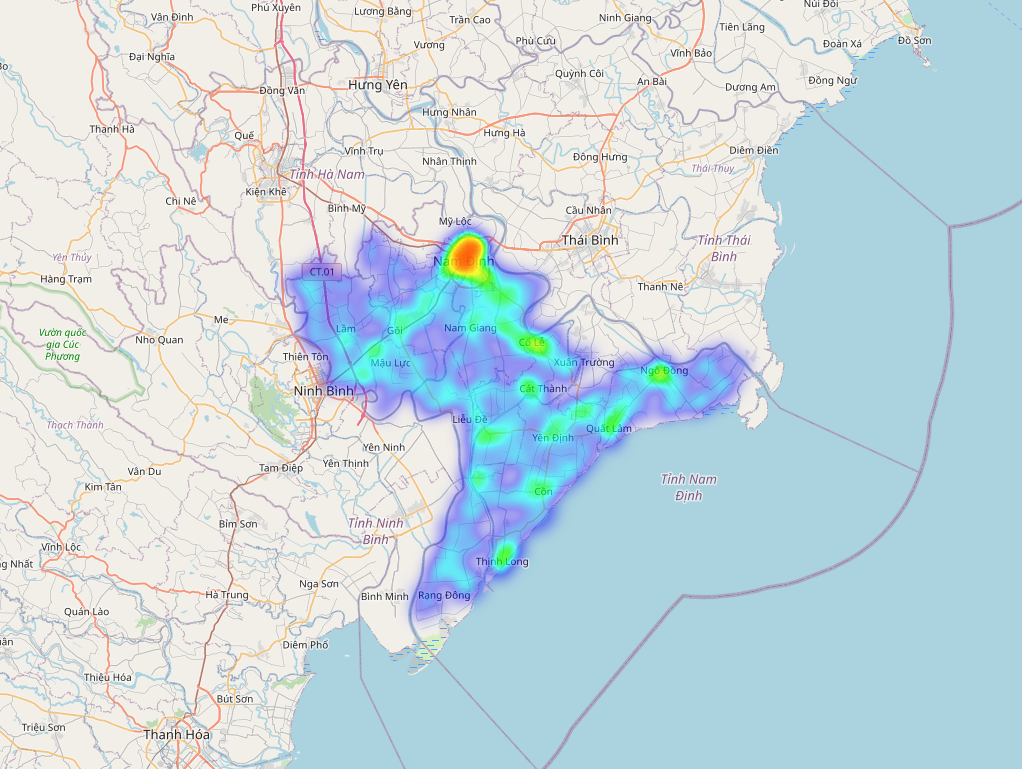 Phú Xuyên
Lương Bằng
Ninh Giang
Núi Đối
Vân Đình
Trần Cao
Tiên Lãng
Đồ Sơn
Vương
Phù Cừ
Đoàn Xá
Đại Nghĩa
Vĩnh Bảo
Quỳnh Côi
An Bài
Đồng Ngừ
Đồng Văn
Hưng Yên
Dương Am
Hưng Nhân
Thanh Hà
Quế
Hưng Hà
Vĩnh Trụ
Nhân Thịnh
Đông Hưng
Diêm Điền
Tỉnh Hà Nam
Thái Thụy
Kiện Khê
Chi Nê
Bình Mỹ
Cầu Nhân
Mỹ Lộc
Thái Bình
Tỉnh Thái
Bình
Yên Thủy
Nam Định
CT.01
Hàng Trạm
Thanh Nê
Me
Vườn quốc
gia Cúc
Phương
Lâm
Gôi
Nam Giang
Nho Quan
Cổ Lễ
Thiên Tôn
Mậu Lực
Xuân Trường
Ngô Đồng
Ninh Bình
Cát Thành
Thạch Thành
Liễu Đề
Quất Lâm
Yên Định
Yên Ninh
Yên Thịnh
Vân Du
Tam Điệp
Tỉnh Nam
Định
Kim Tân
Cồn
Bỉm Sơn
Tỉnh Ninh
Bình
Vĩnh Lộc
Thịnh Long
ng Nhất
Nga Sơn
Hà Trung
Bình Minh
Rạng Đông
Quán Lào
Diêm Phố
Thiệu Hóa
Bút Sơn
Triệu Sơn
Thanh Hóa